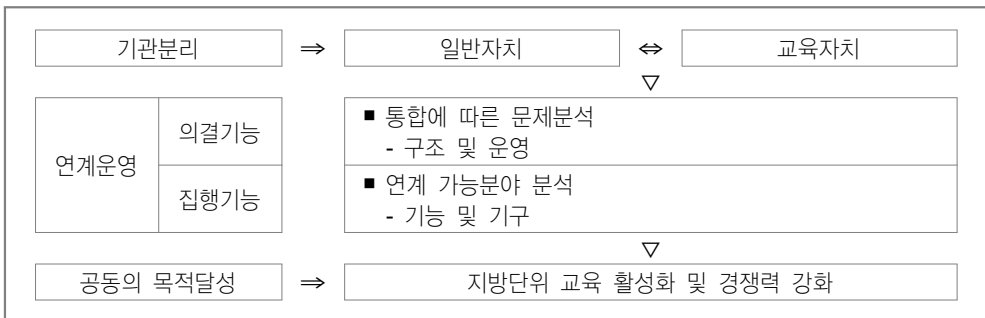 기관분리 ⇒ 일반자치 ⇔ 교육자치
▽
연계운영
의결기능
■ 통합에 따른 문제분석
- 구조 및 운영
집행기능
■ 연계 가능분야 분석
- 기능 및 기구
▽
공동의 목적달성 ⇒ 지방단위 교육 활성화 및 경쟁력 강화